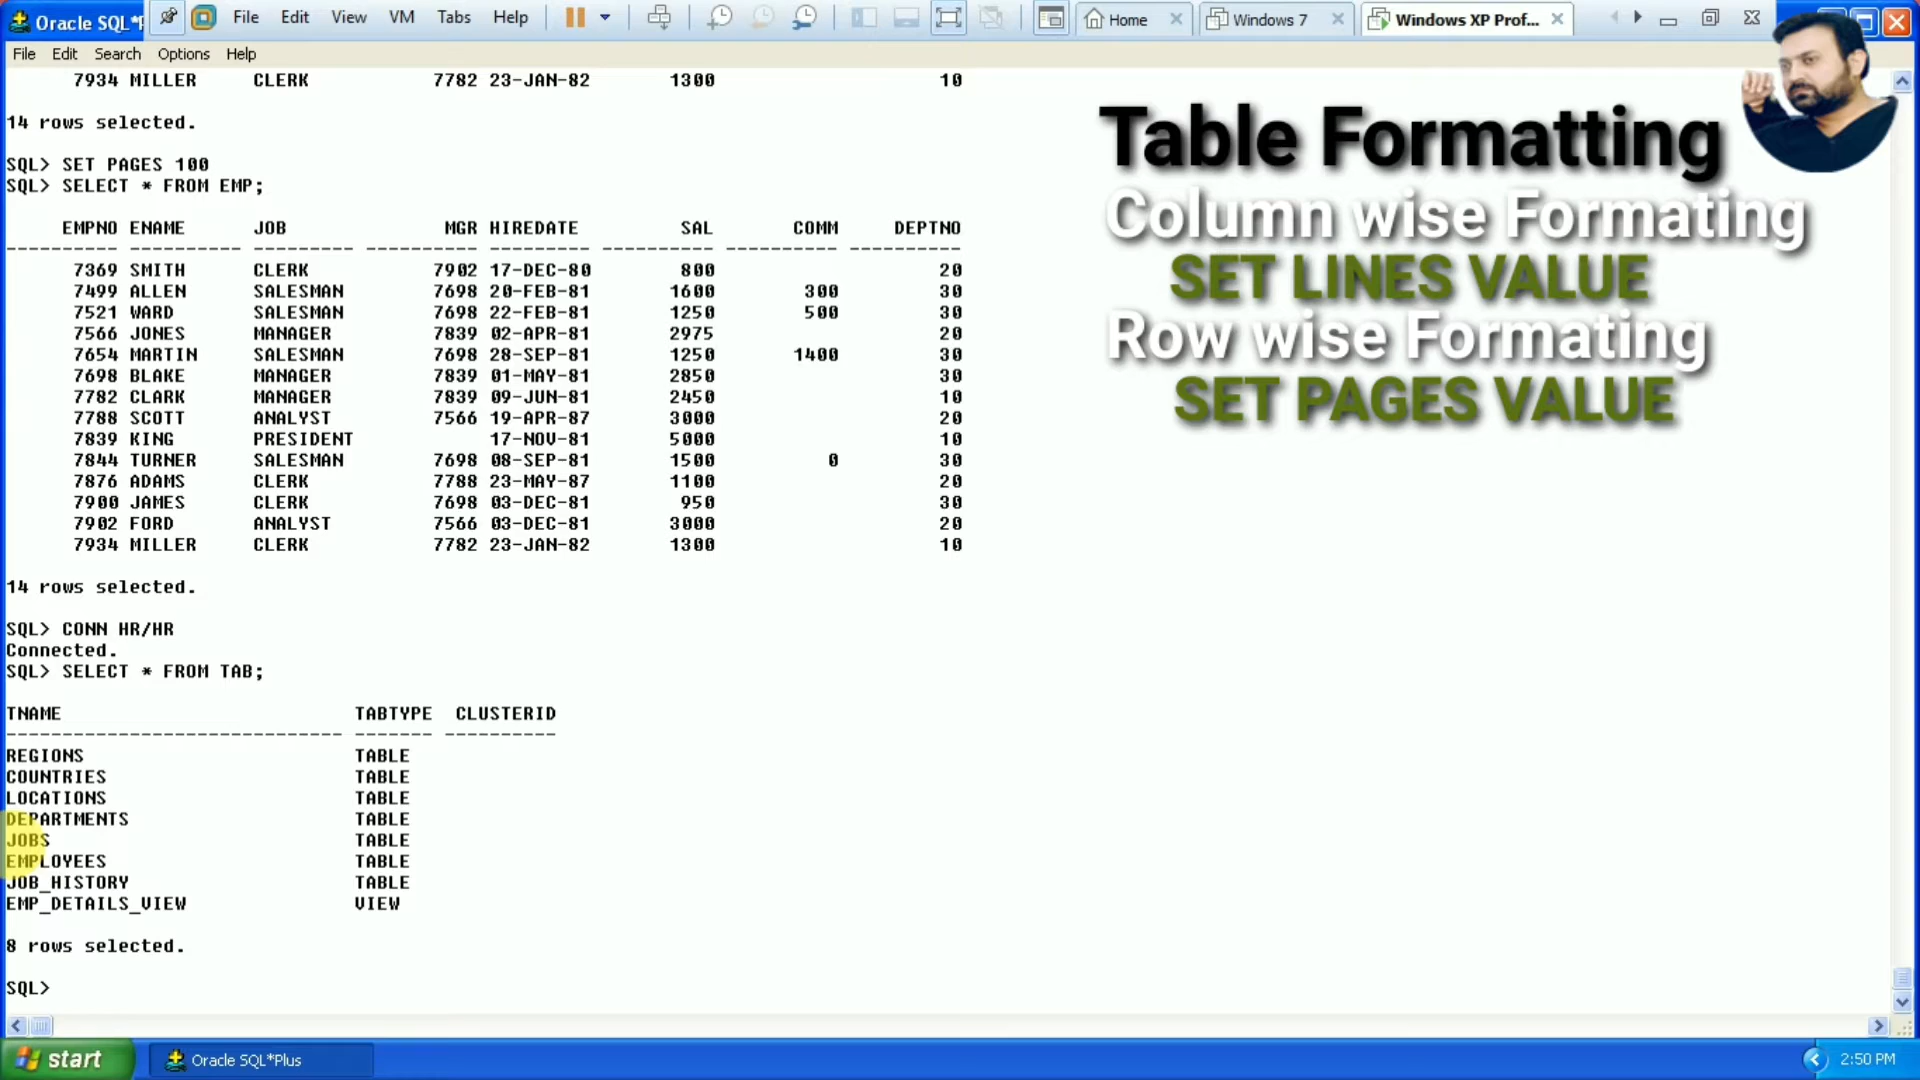 Oracle SQL*P File Edit View VM Tabs Help Home Windows 7 Windows XP Prof...
File Edit Search Options Help
7934 MILLER CLERK 7782 23-JAN-82 1300 10
14 rows selected.
SQL> SET PAGES 100
SQL> SELECT * FROM EMP;
EMPNO ENAME JOB MGR HIREDATE SAL COMM DEPTNO
---------- ---------- --------- ---------- --------- ---------- ---------- ----------
7369 SMITH CLERK 7902 17-DEC-80 800 20
7499 ALLEN SALESMAN 7698 20-FEB-81 1600 300 30
7521 WARD SALESMAN 7698 22-FEB-81 1250 500 30
7566 JONES MANAGER 7839 02-APR-81 2975 20
7654 MARTIN SALESMAN 7698 28-SEP-81 1250 1400 30
7698 BLAKE MANAGER 7839 01-MAY-81 2850 30
7782 CLARK MANAGER 7839 09-JUN-81 2450 10
7788 SCOTT ANALYST 7566 19-APR-87 3000 20
7839 KING PRESIDENT 17-NOV-81 5000 10
7844 TURNER SALESMAN 7698 08-SEP-81 1500 0 30
7876 ADAMS CLERK 7788 23-MAY-87 1100 20
7900 JAMES CLERK 7698 03-DEC-81 950 30
7902 FORD ANALYST 7566 03-DEC-81 3000 20
7934 MILLER CLERK 7782 23-JAN-82 1300 10
14 rows selected.
SQL> CONN HR/HR
Connected.
SQL> SELECT * FROM TAB;
TNAME TABTYPE CLUSTERID
------------------------------ ------- ----------
REGIONS TABLE
COUNTRIES TABLE
LOCATIONS TABLE
DEPARTMENTS TABLE
JOBS TABLE
EMPLOYEES TABLE
JOB_HISTORY TABLE
EMP_DETAILS_VIEW VIEW
8 rows selected.
SQL>
Table Formatting
Column wise Formating
SET LINES VALUE
Row wise Formating
SET PAGES VALUE
start Oracle SQL*Plus 2:50 PM